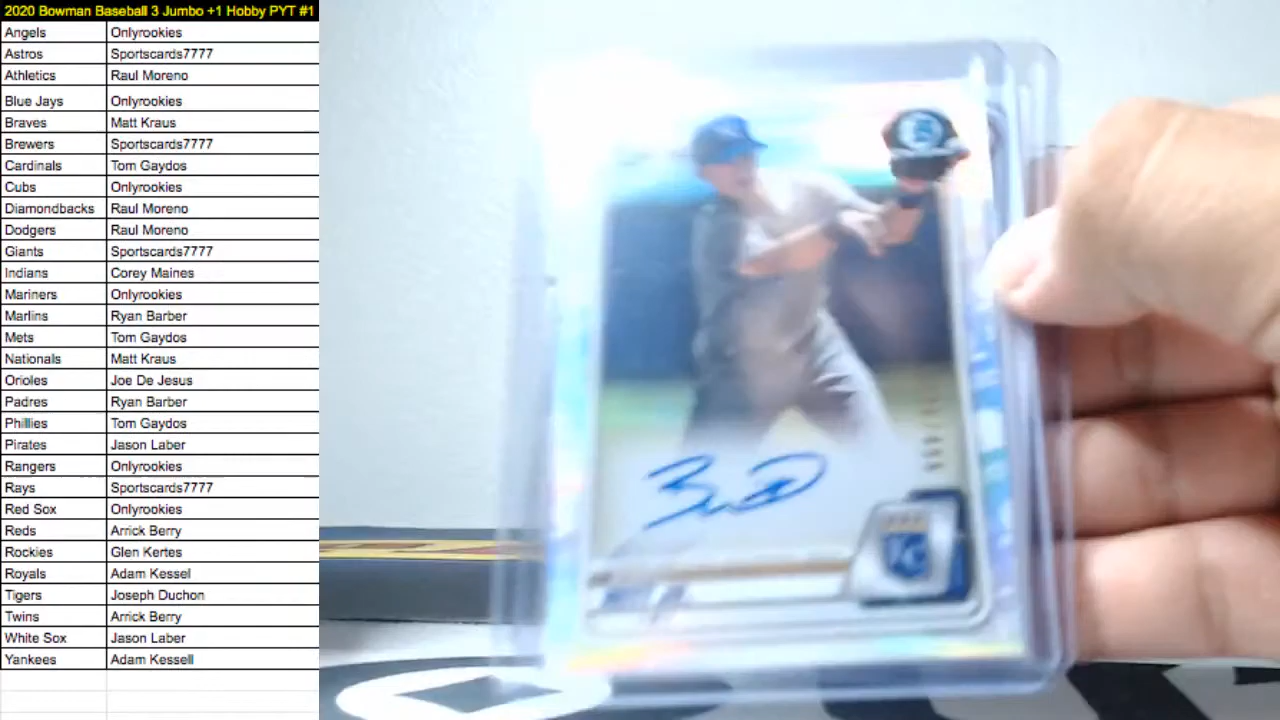 2020 Bowman Baseball 3 Jumbo +1 Hobby PYT #1
Angels Onlyrookies
Astros Sportscards7777
Athletics Raul Moreno
Blue Jays Onlyrookies
Braves Matt Kraus
Brewers Sportscards7777
Cardinals Tom Gaydos
Cubs Onlyrookies
Diamondbacks Raul Moreno
Dodgers Raul Moreno
Giants Sportscards7777
Indians Corey Maines
Mariners Onlyrookies
Marlins Ryan Barber
Mets Tom Gaydos
Nationals Matt Kraus
Orioles Joe De Jesus
Padres Ryan Barber
Phillies Tom Gaydos
Pirates Jason Laber
Rangers Onlyrookies
Rays Sportscards7777
Red Sox Onlyrookies
Reds Arrick Berry
Rockies Glen Kertes
Royals Adam Kessel
Tigers Joseph Duchon
Twins Arrick Berry
White Sox Jason Laber
Yankees Adam Kessell
KC